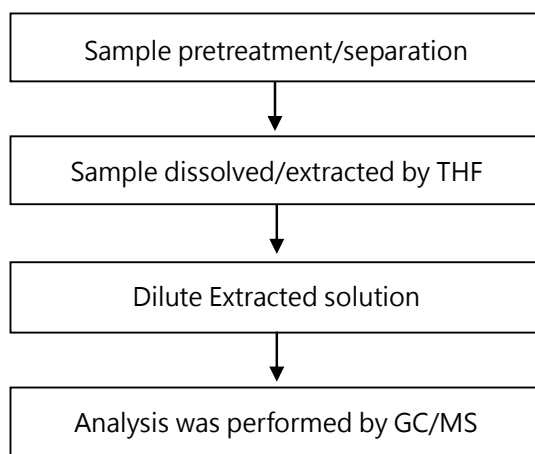 Sample pretreatment/separation
Sample dissolved/extracted by THF
Dilute Extracted solution
Analysis was performed by GC/MS